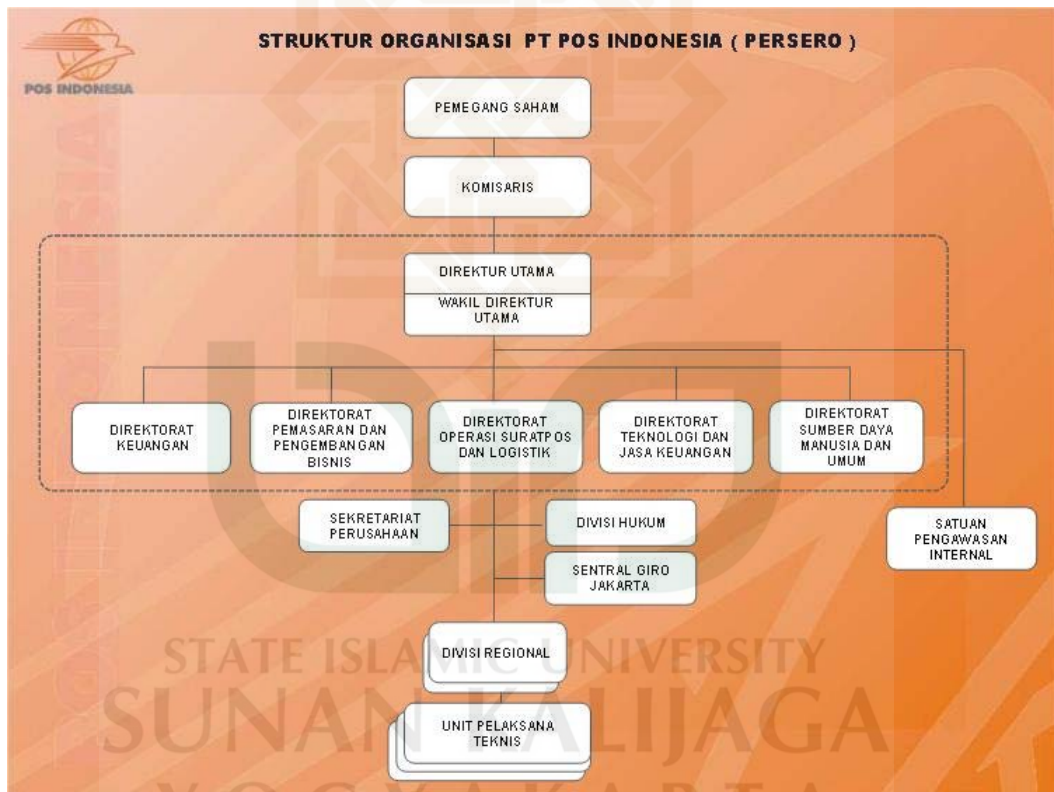 STRUKTUR ORGANISASI PT POS INDONESIA ( PERSERO )
POS INDONESIA
PEMEGANG SAHAM
KOMISARIS
DIREKTUR UTAMA
WAKIL DIREKTUR
UTAMA
DIREKTORAT
KEUANGAN
DIREKTORAT
PEMASARAN DAN
PENGEMBANGAN
BISNIS
DIREKTORAT
OPERASI SURATPOS
DAN LOGISTIK
DIREKTORAT
TEKNOLOGI DAN
JASA KEUANGAN
DIREKTORAT
SUMBER DAYA
MANUSIA DAN
UMUM
SEKRETARIAT
PERUSAHAAN
DIVISI HUKUM
SATUAN
PENGAWASAN
INTERNAL
SENTRAL GIRO
JAKARTA
DIVISI REGIONAL
UNIT PELAKSANA
TEKNIS
STATE ISLAMIC UNIVERSITY
SUNAN KALIJAGA
YOGYAKARTA
POS INDONESIA